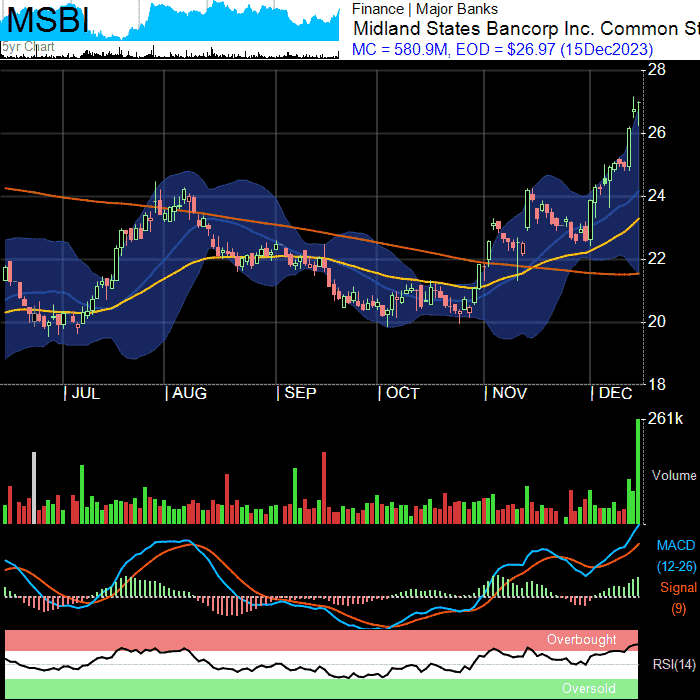 MSBI
5yr Chart
Finance | Major Banks
Midland States Bancorp Inc. Common St
MC = 580.9M, EOD = $26.97 (15Dec2023)
28
26
24
22
20
18
| JUL | AUG | SEP | OCT | NOV | DEC
261k
Volume
MACD
(12-26)
Signal
(9)
Overbought
RSI(14)
Oversold